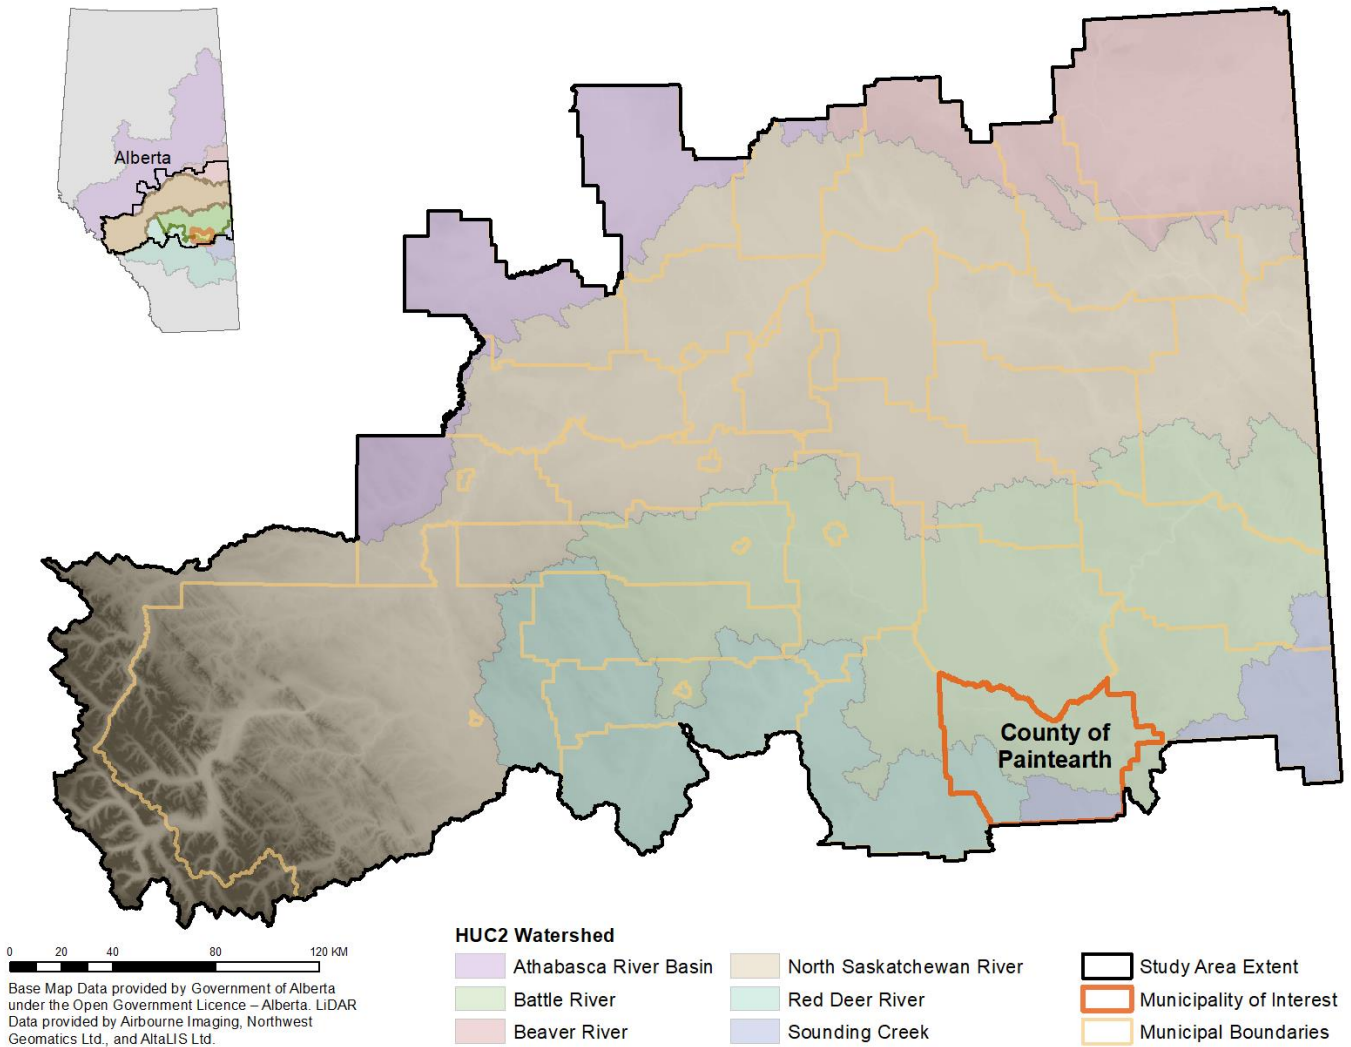 Alberta
County of
Paintearth
0 20 40 80 120 KM
Base Map Data provided by Government of Alberta
under the Open Government Licence – Alberta. LiDAR
Data provided by Airbourne Imaging, Northwest
Geomatics Ltd., and AltaLIS Ltd.
HUC2 Watershed
Athabasca River Basin
Battle River
Beaver River
North Saskatchewan River
Red Deer River
Sounding Creek
Study Area Extent
Municipality of Interest
Municipal Boundaries